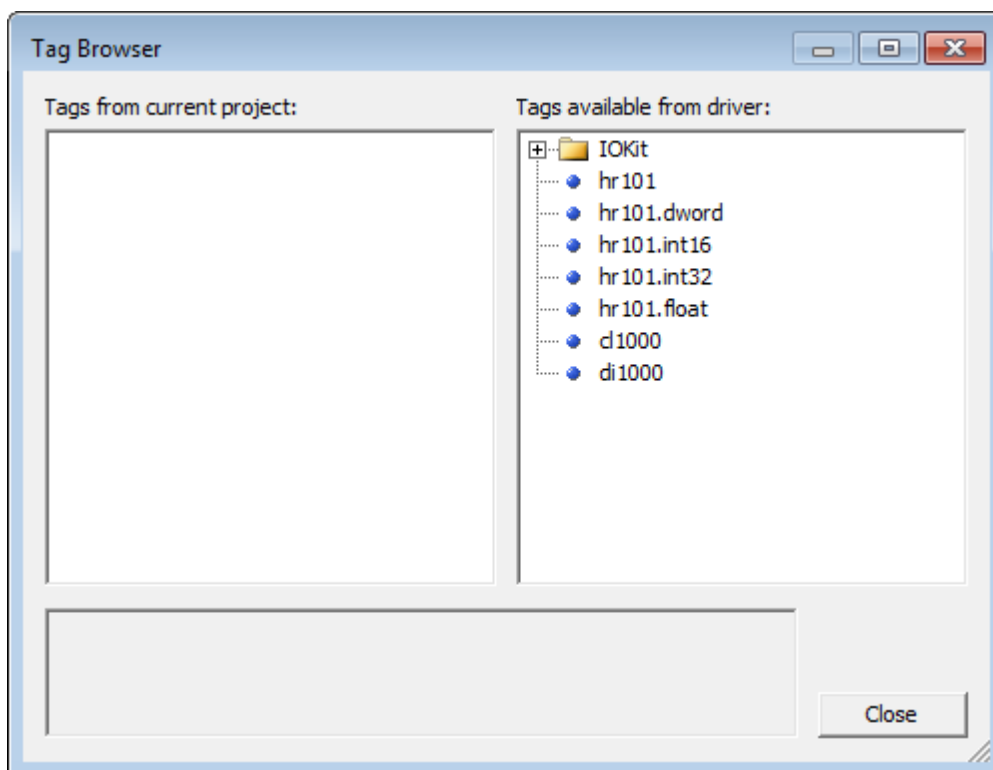 Tag Browser
Tags from current project:
Tags available from driver:
IOKit
hr101
hr101.dword
hr101.int16
hr101.int32
hr101.float
cl1000
di1000
Close